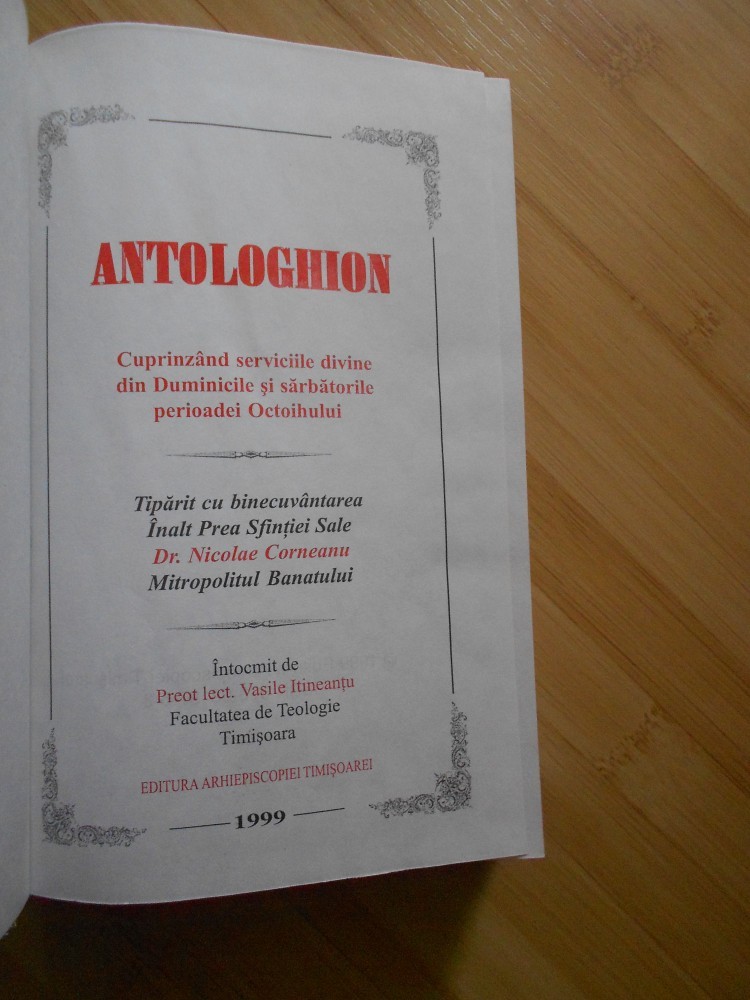 ANTOLOGHION
Cuprinzând serviciile divine
din Duminicile şi sărbătorile
perioadei Octoihului
Tipărit cu binecuvântarea
Înalt Prea Sfinţiei Sale
Dr. Nicolae Corneanu
Mitropolitul Banatului
Întocmit de
Preot lect. Vasile Itineanţu
Facultatea de Teologie
Timişoara
EDITURA ARHIEPISCOPIEI TIMIŞOAREI
1999